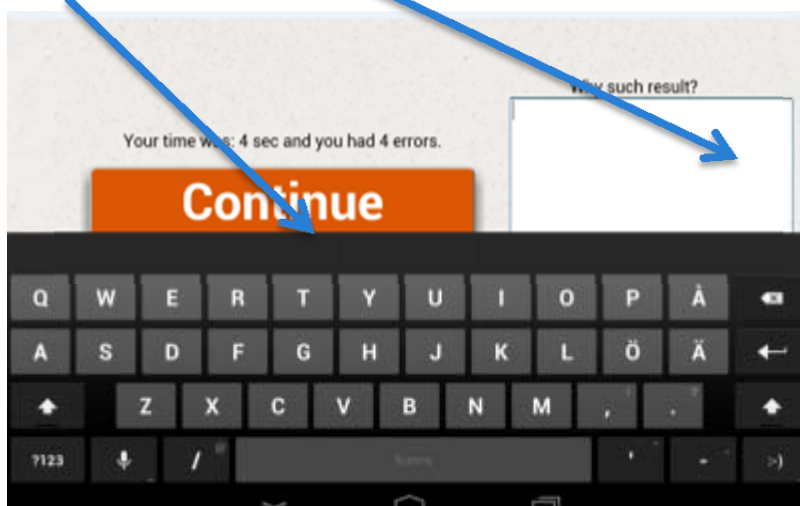 Why such result?
Your time was: 4 sec and you had 4 errors.
Continue
Q W E R T Y U I O P Å
A S D F G H J K L Ö Ä
Z X C V B N M , ! . ?
?123 / @ ' - :-)